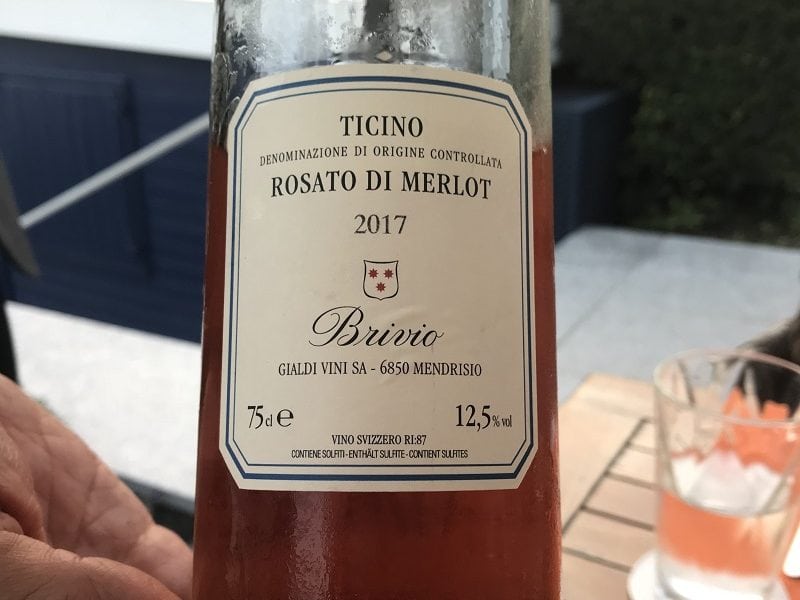 TICINO
DENOMINAZIONE DI ORIGINE CONTROLLATA
ROSATO DI MERLOT
2017
Brivio
GIALDI VINI SA - 6850 MENDRISIO
75cl e 12,5% vol
VINO SVIZZERO RI:87
CONTIENE SOLFITI - ENTHÄLT SULFITE - CONTIENT SULFITES